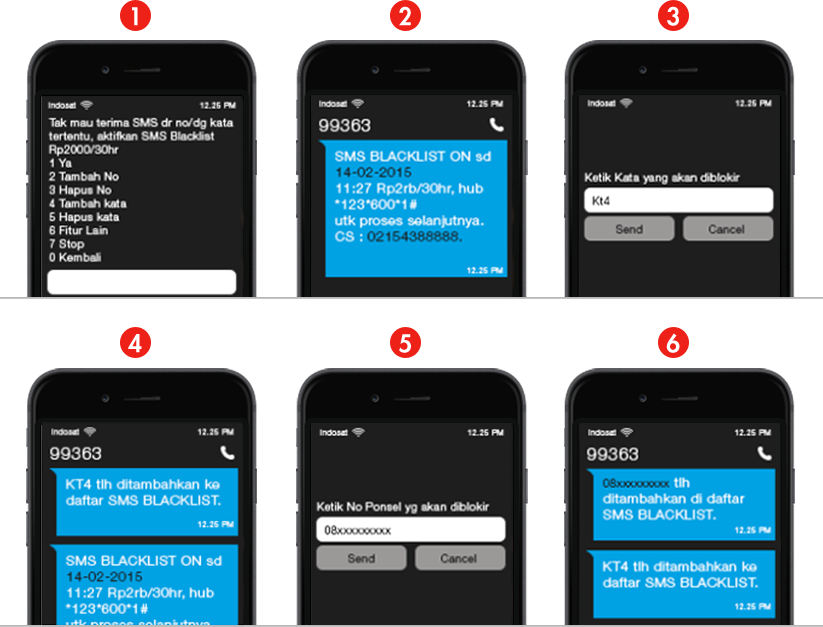 1
Indosat 12.25 PM
Tak mau terima SMS dr no/dg kata
tertentu, aktifkan SMS Blacklist
Rp2000/30hr
1 Ya
2 Tambah No
3 Hapus No
4 Tambah kata
5 Hapus kata
6 Fitur Lain
7 Stop
0 Kembali
2
Indosat 12.25 PM
99363
SMS BLACKLIST ON sd
14-02-2015
11:27 Rp2rb/30hr, hub
*123*600*1#
utk proses selanjutnya.
CS : 02154388888.
12.25 PM
3
Indosat 12.25 PM
Ketik Kata yang akan diblokir
Kt4
Send Cancel
4
Indosat 12.25 PM
99363
KT4 tlh ditambahkan ke
daftar SMS BLACKLIST.
12.25 PM
SMS BLACKLIST ON sd
14-02-2015
11:27 Rp2rb/30hr, hub
*123*600*1#
utk proses selanjutnya
5
Indosat 12.25 PM
Ketik No Ponsel yg akan diblokir
08xxxxxxxxx
Send Cancel
6
Indosat 12.25 PM
99363
08xxxxxxxxx tlh
ditambahkan di daftar
SMS BLACKLIST.
12.25 PM
KT4 tlh ditambahkan ke
daftar SMS BLACKLIST.
12.25 PM